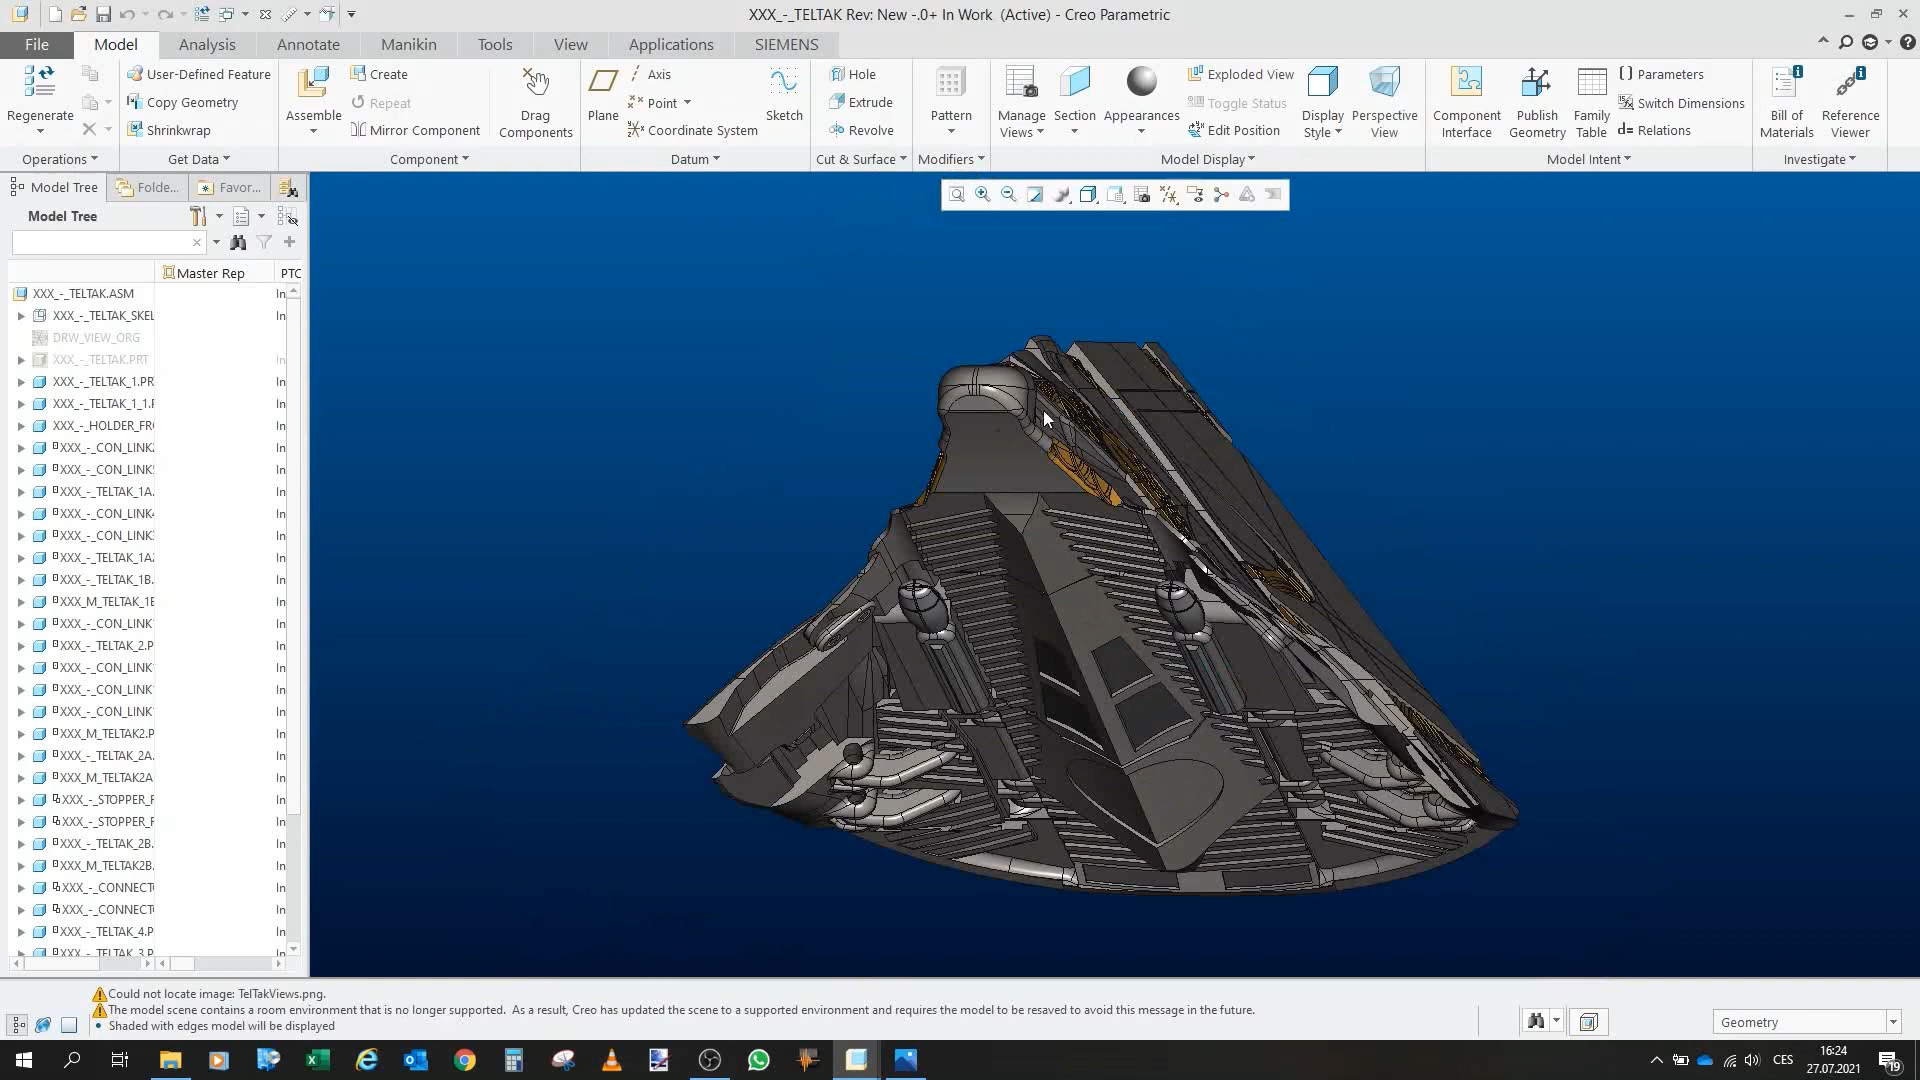 XXX_-_TELTAK Rev: New -.0+ In Work  (Active) - Creo Parametric
File
Model
Analysis
Annotate
Manikin
Tools
View
Applications
SIEMENS
Regenerate
User-Defined Feature
Copy Geometry
Shrinkwrap
Assemble
Create
Repeat
Mirror Component
Drag Components
Plane
Axis
Point
Coordinate System
Sketch
Hole
Extrude
Revolve
Pattern
Manage Views
Section
Appearances
Exploded View
Toggle Status
Edit Position
Display Style
Perspective View
Component Interface
Publish Geometry
Family Table
Parameters
Switch Dimensions
d= Relations
Bill of Materials
Reference Viewer
Operations
Get Data
Component
Datum
Cut & Surface
Modifiers
Model Display
Model Intent
Investigate
Model Tree
Folde...
Favor...
Model Tree
Master Rep
PTC
XXX_-_TELTAK.ASM In
XXX_-_TELTAK_SKEL In
DRW_VIEW_ORG
XXX_-_TELTAK.PRT In
XXX_-_TELTAK_1.PR In
XXX_-_TELTAK_1_1.F In
XXX_-_HOLDER_FR In
XXX_-_CON_LINK In
XXX_-_CON_LINK In
XXX_-_TELTAK_1A. In
XXX_-_CON_LINK In
XXX_-_CON_LINK In
XXX_-_TELTAK_1A In
XXX_-_TELTAK_1B. In
XXX_M_TELTAK_1E In
XXX_-_CON_LINK In
XXX_-_TELTAK_2.P In
XXX_-_CON_LINK In
XXX_-_CON_LINK In
XXX_-_CON_LINK In
XXX_M_TELTAK2.P In
XXX_-_TELTAK_2A. In
XXX_M_TELTAK2A In
XXX_-_STOPPER_F In
XXX_-_STOPPER_F In
XXX_-_TELTAK_2B. In
XXX_M_TELTAK2B. In
XXX_-_CONNECT In
XXX_-_CONNECT In
XXX_-_TELTAK_4.P In
XXX_-_TELTAK_3.P In
Could not locate image: TelTakViews.png.
The model scene contains a room environment that is no longer supported.  As a result, Creo has updated the scene to a supported environment and requires the model to be resaved to avoid this message in the future.
• Shaded with edges model will be displayed
Geometry
CES
16:24
27.07.2021
19